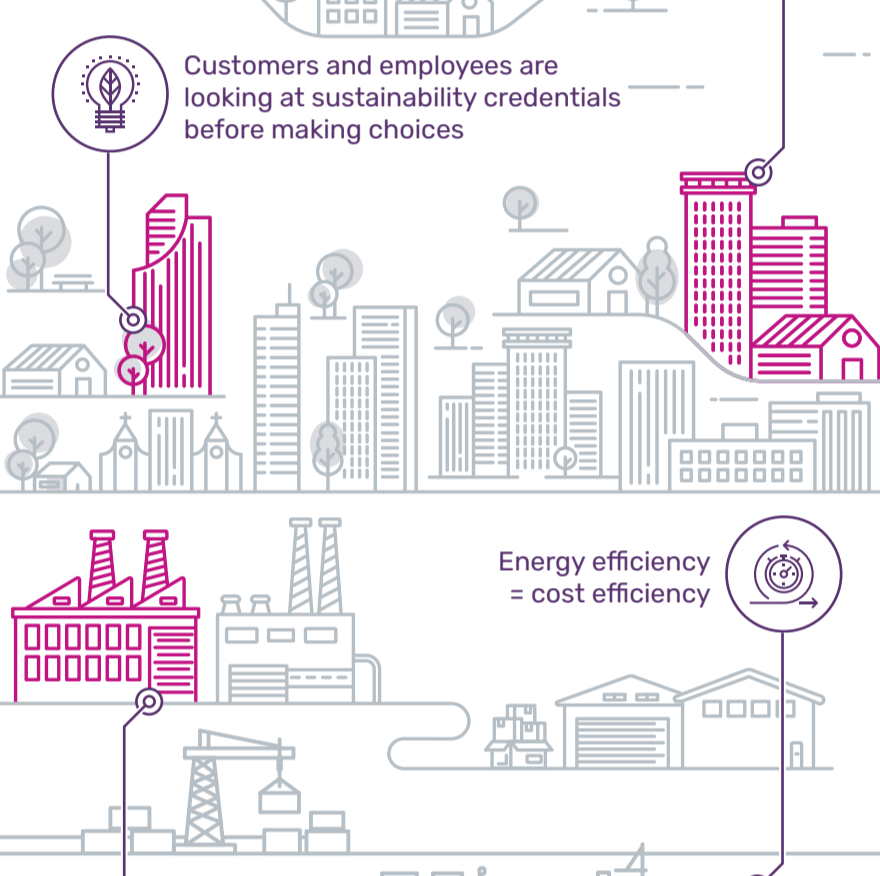 Customers and employees are
looking at sustainability credentials
before making choices
Energy efficiency
= cost efficiency